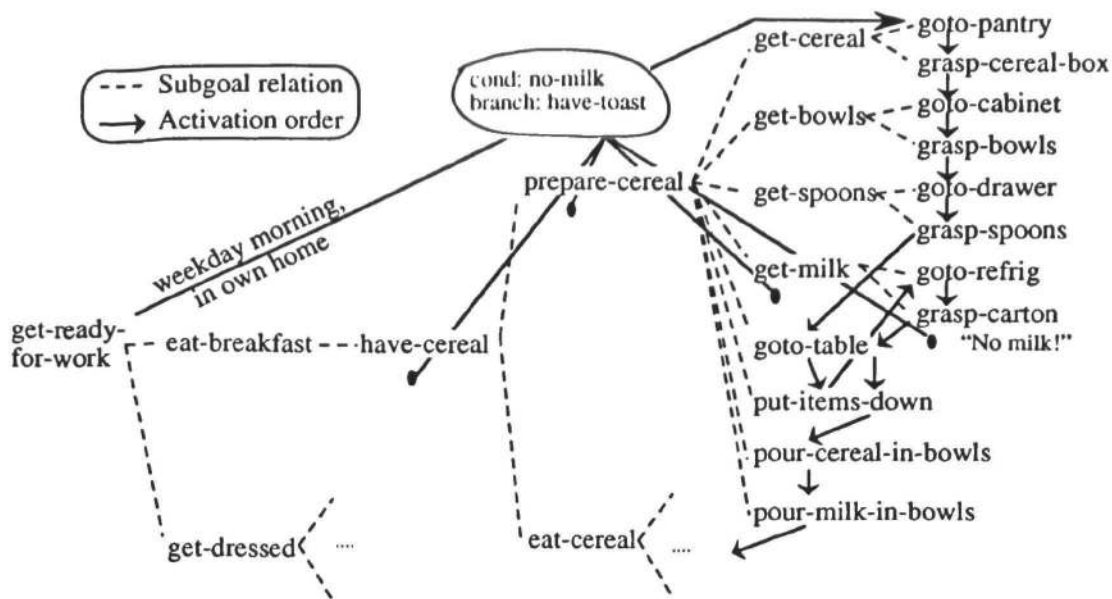 --- Subgoal relation
Activation order
cond: no-milk
branch: have-toast
weekday morning,
in own home
get-ready-
for-work
eat-breakfast
have-cereal
get-dressed
....
prepare-cereal
eat-cereal
....
get-cereal
goto-pantry
grasp-cereal-box
get-bowls
goto-cabinet
grasp-bowls
get-spoons
goto-drawer
grasp-spoons
get-milk
goto-refrig
grasp-carton
"No milk!"
goto-table
put-items-down
pour-cereal-in-bowls
pour-milk-in-bowls